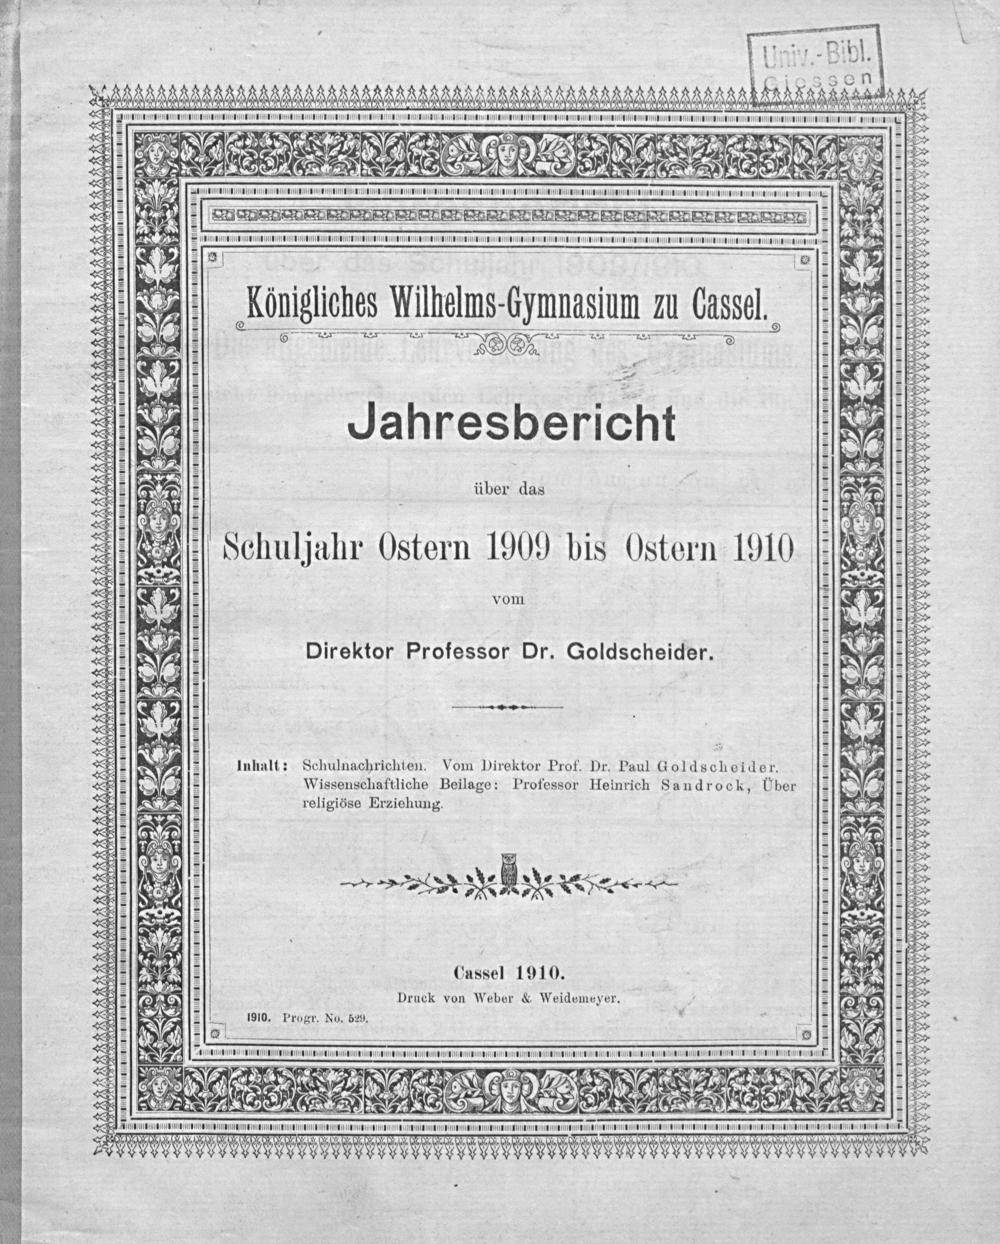 Univ.-Bibl.
Giessen
Königliches Wilhelms-Gymnasium zu Cassel.
Jahresbericht
über das
Schuljahr Ostern 1909 bis Ostern 1910
vom
Direktor Professor Dr. Goldscheider.
Inhalt: Schulnachrichten. Vom Direktor Prof. Dr. Paul Goldscheider.
Wissenschaftliche Beilage: Professor Heinrich Sandrock, Über
religiöse Erziehung.
Cassel 1910.
Druck von Weber & Weidemeyer.
1910. Progr. No. 529.